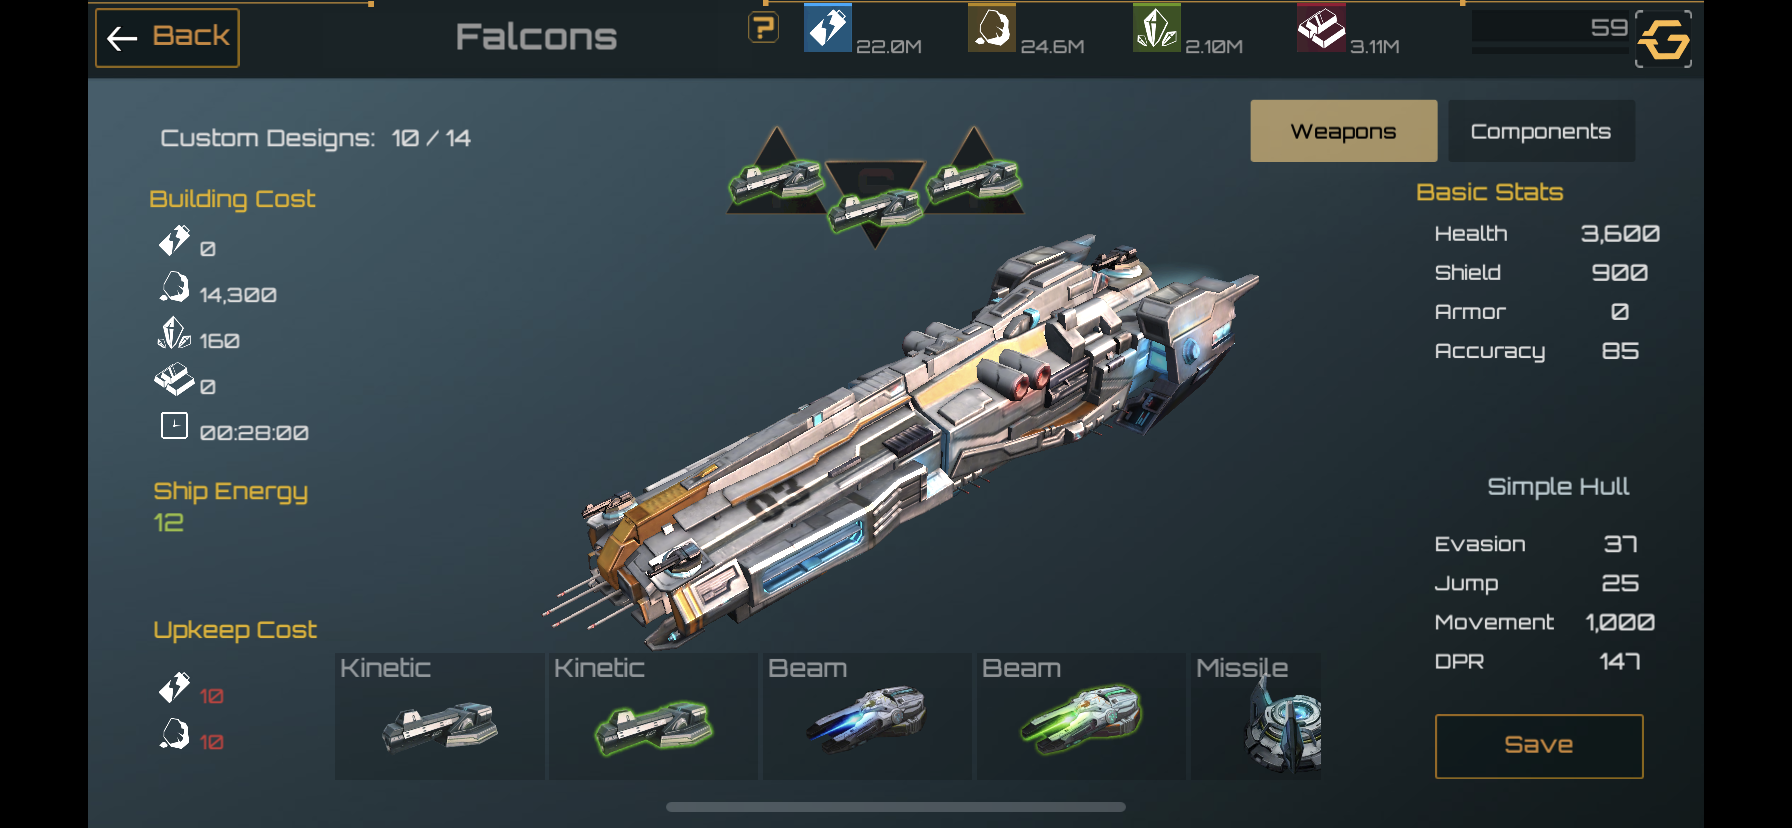 Back
Falcons
?
22.0M
24.6M
2.10M
3.11M
59
Custom Designs: 10 / 14
Weapons
Components
Building Cost
0
14,300
160
0
00:28:00
Ship Energy
12
Upkeep Cost
10
10
Basic Stats
Health 3,600
Shield 900
Armor 0
Accuracy 85
Simple Hull
Evasion 37
Jump 25
Movement 1,000
DPR 147
Kinetic
Kinetic
Beam
Beam
Missile
Save